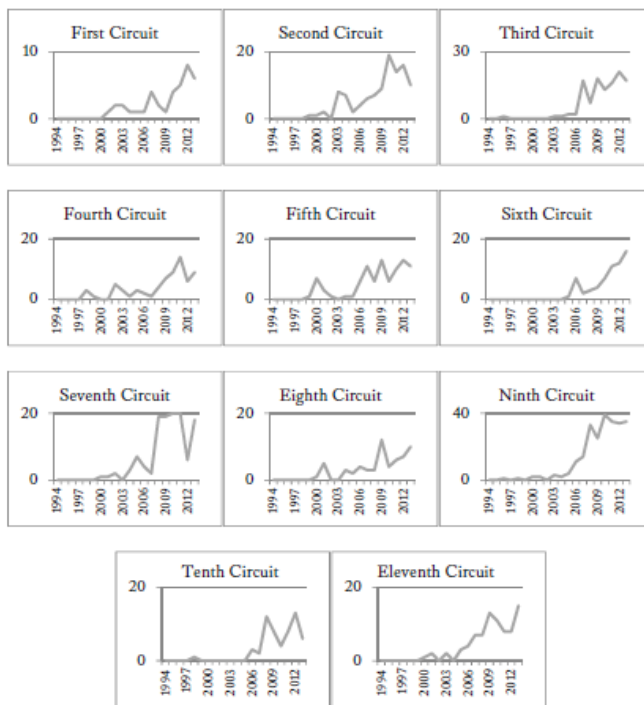 First Circuit
10
0
1994 1997 2000 2003 2006 2009 2012
Second Circuit
20
0
1994 1997 2000 2003 2006 2009 2012
Third Circuit
30
0
1994 1997 2000 2003 2006 2009 2012
Fourth Circuit
20
0
1994 1997 2000 2003 2006 2009 2012
Fifth Circuit
20
0
1994 1997 2000 2003 2006 2009 2012
Sixth Circuit
20
0
1994 1997 2000 2003 2006 2009 2012
Seventh Circuit
20
0
1994 1997 2000 2003 2006 2009 2012
Eighth Circuit
20
0
1994 1997 2000 2003 2006 2009 2012
Ninth Circuit
40
0
1994 1997 2000 2003 2006 2009 2012
Tenth Circuit
20
0
1994 1997 2000 2003 2006 2009 2012
Eleventh Circuit
20
0
1994 1997 2000 2003 2006 2009 2012